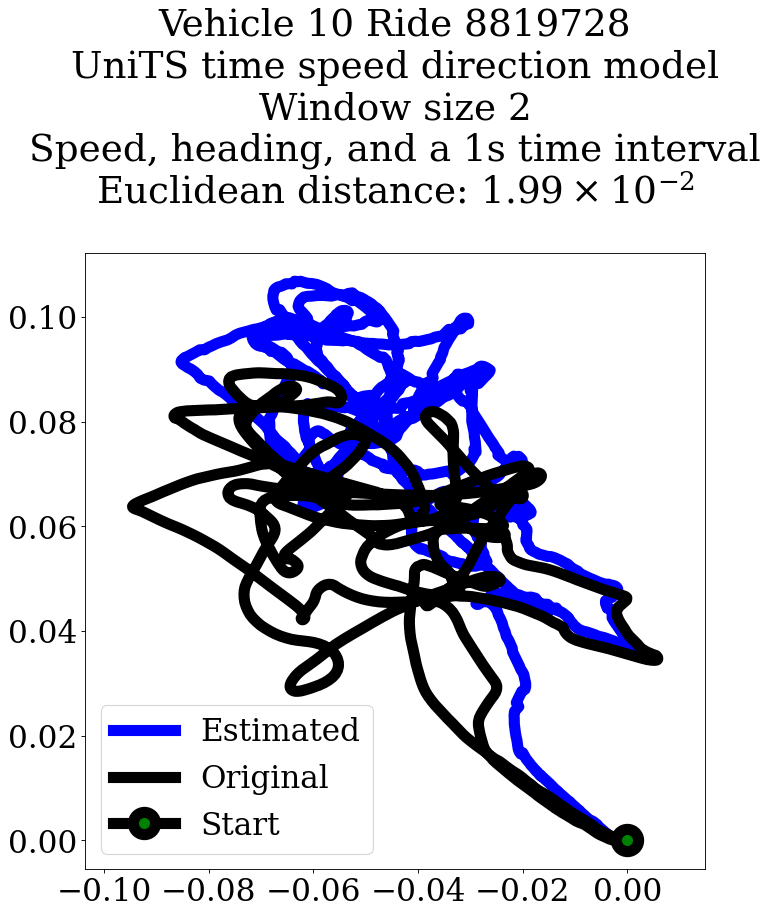 Vehicle 10 Ride 8819728
UniTS time speed direction model
Window size 2
Speed, heading, and a 1s time interval
Euclidean distance: 1.99 × 10⁻²
0.10
0.08
0.06
0.04
0.02
0.00
Estimated
Original
Start
−0.10 −0.08 −0.06 −0.04 −0.02 0.00